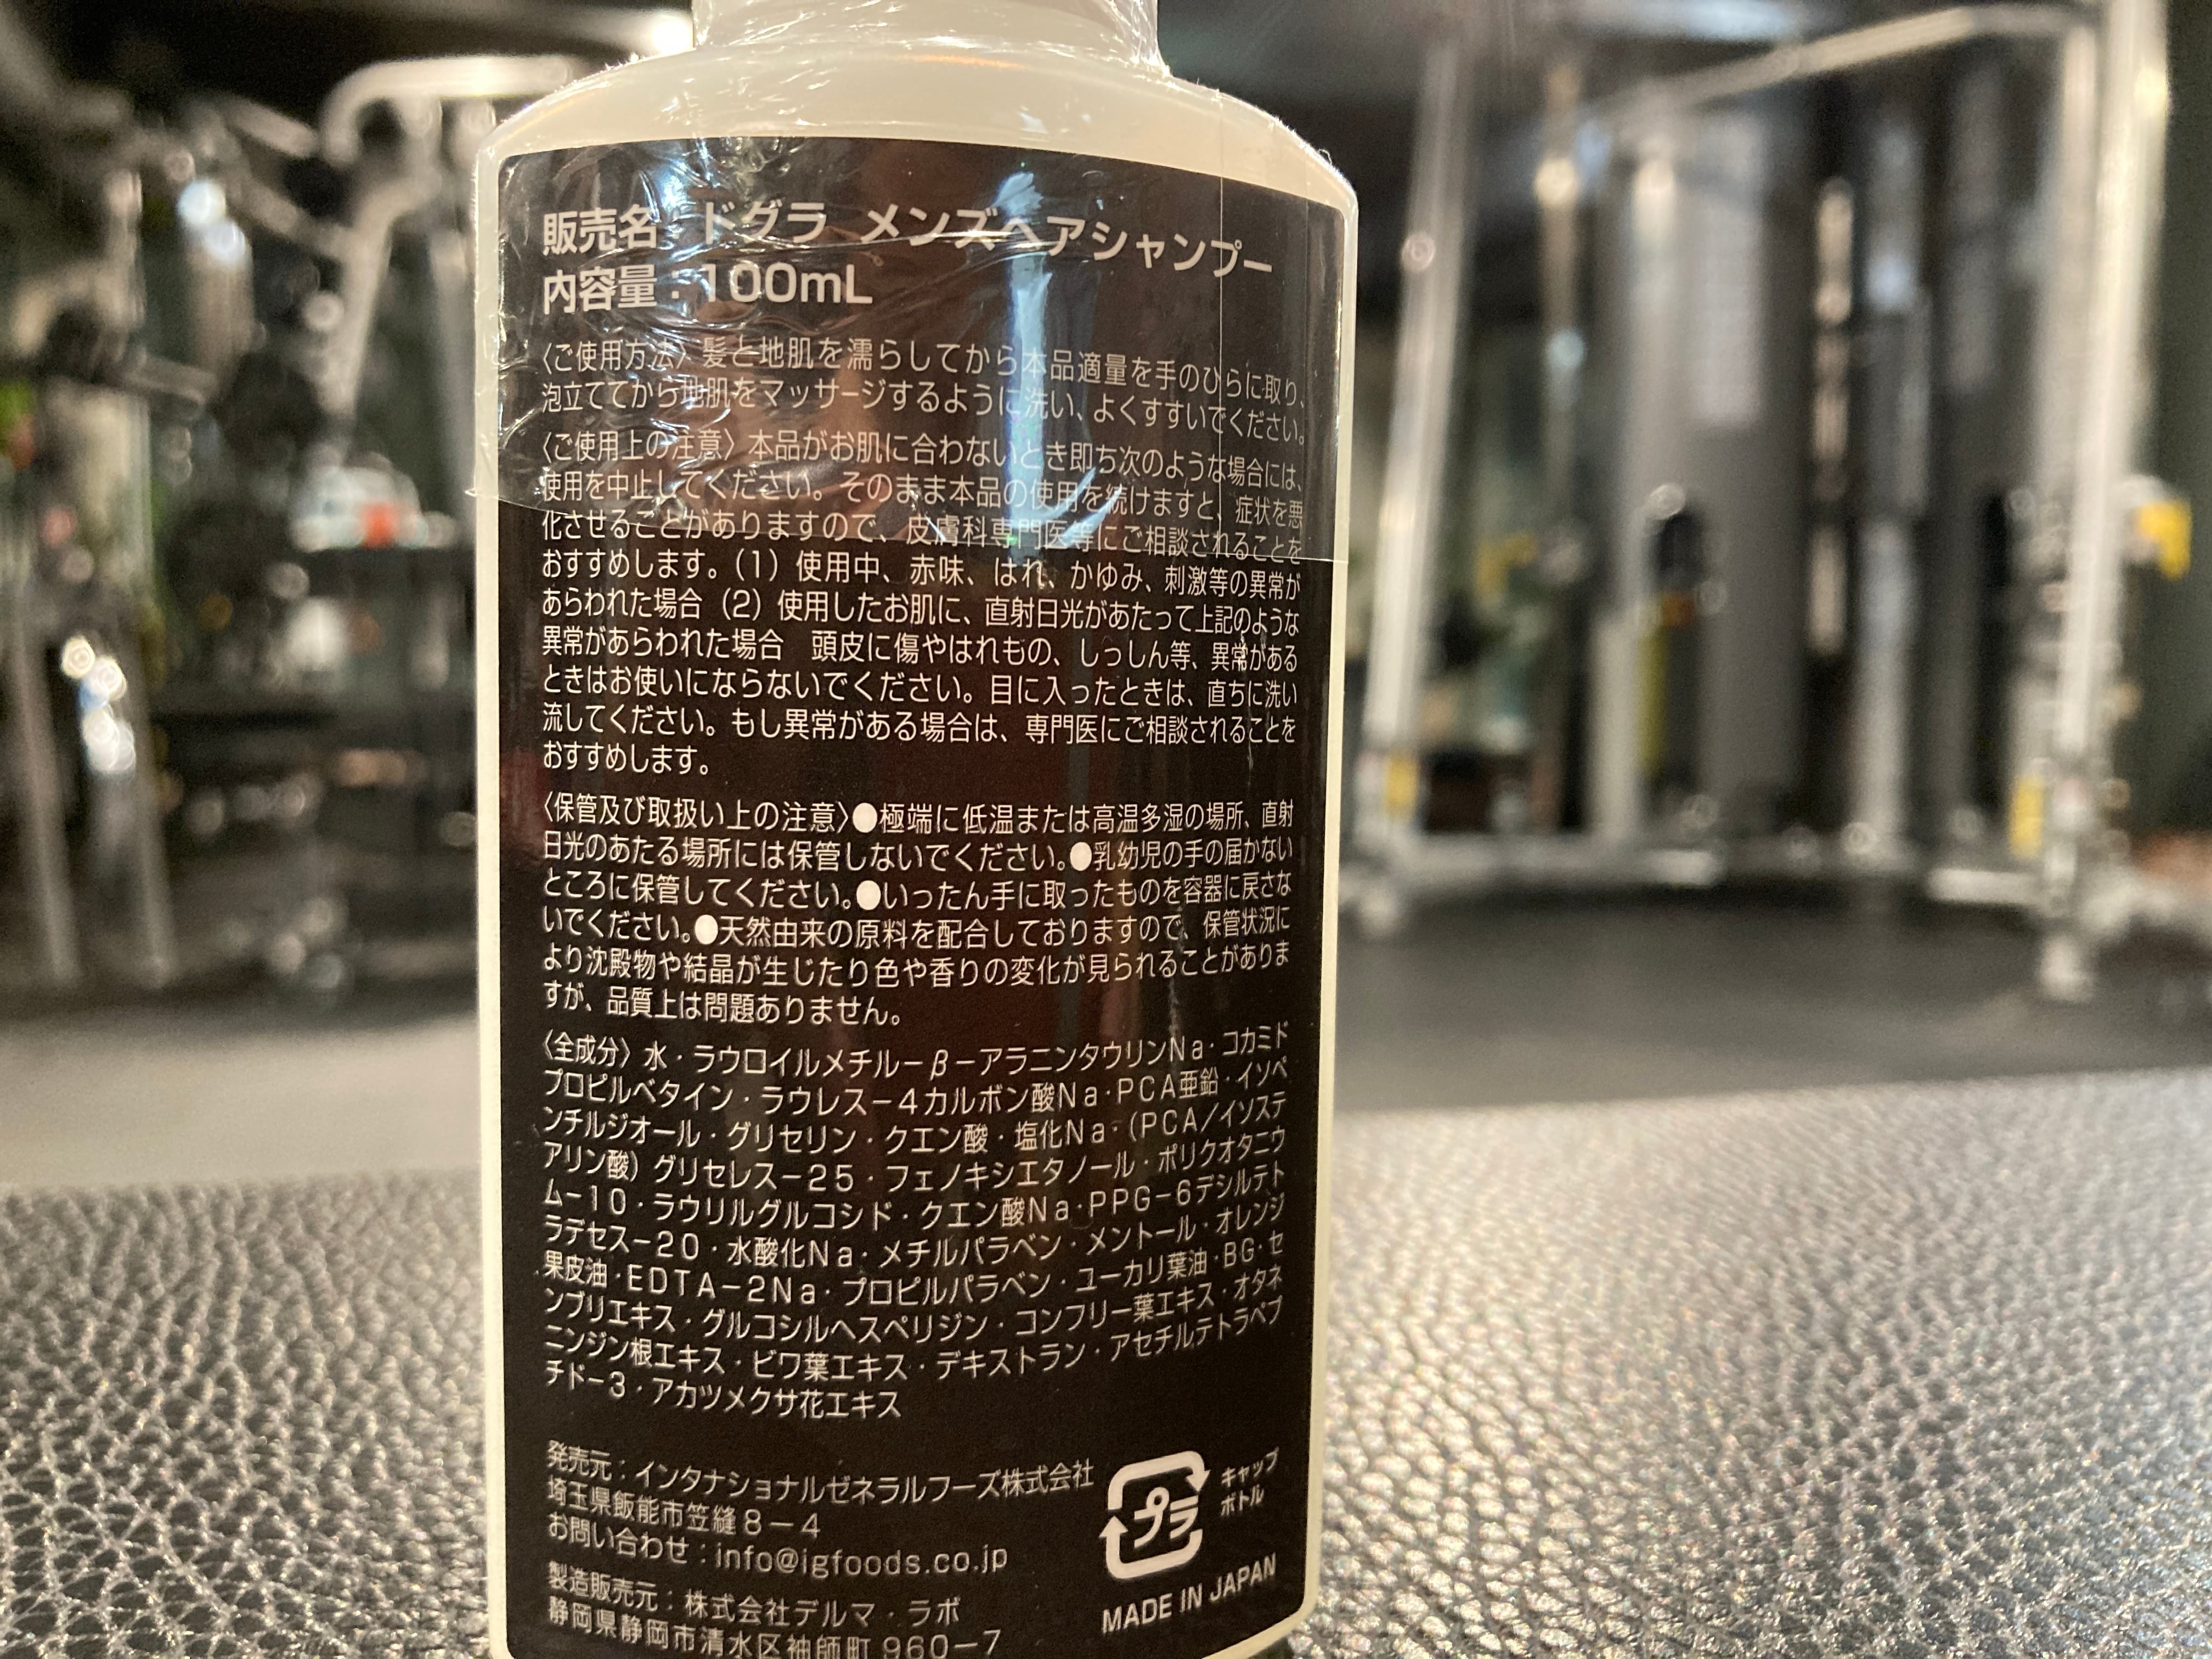 販売名：ドグラ メンズヘアシャンプー
内容量：100mL
〈ご使用方法〉髪と地肌を濡らしてから本品適量を手のひらに取り、
泡立ててから地肌をマッサージするように洗い、よくすすいでください。
〈ご使用上の注意〉本品がお肌に合わないとき即ち次のような場合には、
使用を中止してください。そのまま本品の使用を続けますと、症状を悪
化させることがありますので、皮膚科専門医等にご相談されることを
おすすめします。（1）使用中、赤味、はれ、かゆみ、刺激等の異常が
あらわれた場合（2）使用したお肌に、直射日光があたって上記のような
異常があらわれた場合　頭皮に傷やはれもの、しっしん等、異常がある
ときはお使いにならないでください。目に入ったときは、直ちに洗い
流してください。もし異常がある場合は、専門医にご相談されることを
おすすめします。
〈保管及び取扱い上の注意〉●極端に低温または高温多湿の場所、直射
日光のあたる場所には保管しないでください。●乳幼児の手の届かない
ところに保管してください。●いったん手に取ったものを容器に戻さな
いでください。●天然由来の原料を配合しておりますので、保管状況に
より沈殿物や結晶が生じたり色や香りの変化が見られることがありま
すが、品質上は問題ありません。
〈全成分〉水・ラウロイルメチル－β－アラニンタウリンNa・コカミド
プロピルベタイン・ラウレス－4カルボン酸Na・PCA亜鉛・イソペ
ンチルジオール・グリセリン・クエン酸・塩化Na・（PCA／イソステ
アリン酸）グリセレス－25・フェノキシエタノール・ポリクオタニウ
ム－10・ラウリルグルコシド・クエン酸Na・PPG－6デシルテト
ラデセス－20・水酸化Na・メチルパラベン・メントール・オレンジ
果皮油・EDTA－2Na・プロピルパラベン・ユーカリ葉油・BG・セ
ンブリエキス・グルコシルヘスペリジン・コンフリー葉エキス・オタネ
ニンジン根エキス・ビワ葉エキス・デキストラン・アセチルテトラペプ
チド－3・アカツメクサ花エキス
発売元：インタナショナルゼネラルフーズ株式会社
埼玉県飯能市笠縫8－4
お問い合わせ：info@igfoods.co.jp
プラ
キャップ
ボトル
製造販売元：株式会社デルマ・ラボ
静岡県静岡市清水区袖師町960－7
MADE IN JAPAN